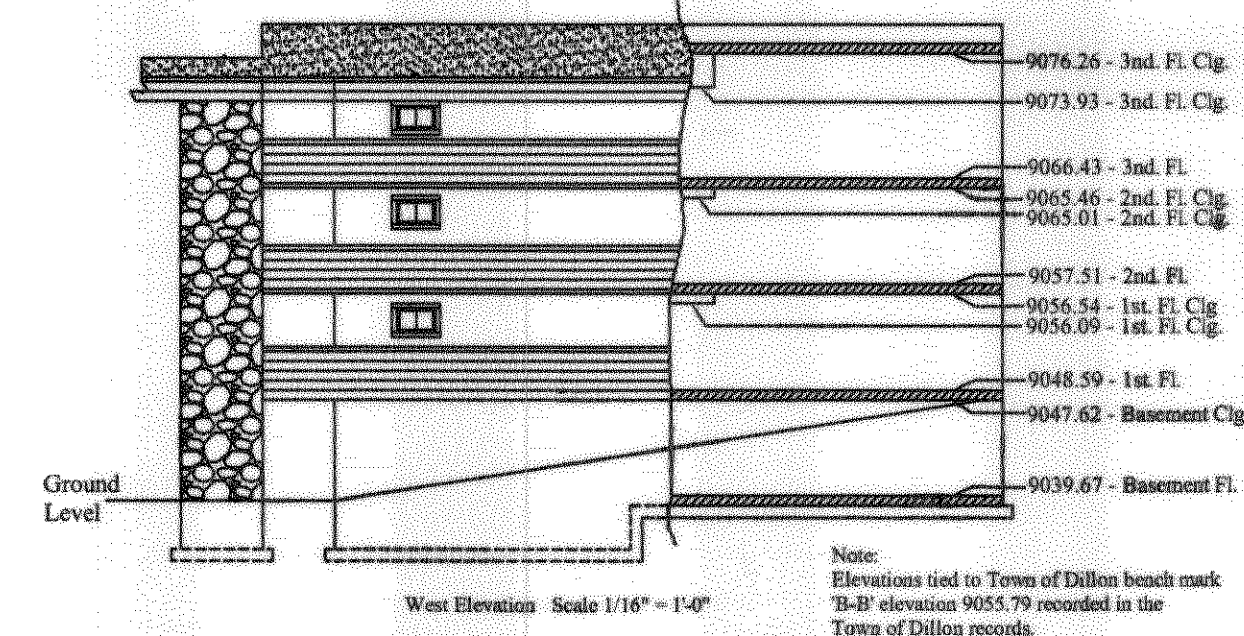 9076.26 - 3nd. Fl. Clg.
9073.93 - 3nd. Fl. Clg.
9066.43 - 3nd. Fl.
9065.46 - 2nd. Fl. Clg.
9065.01 - 2nd. Fl. Clg.
9057.51 - 2nd. Fl.
9056.54 - 1st. Fl. Clg
9056.09 - 1st. Fl. Clg.
9048.59 - 1st. Fl.
9047.62 - Basement Clg
9039.67 - Basement Fl.
Ground
Level
West Elevation Scale 1/16" = 1'-0"
Note:
Elevations tied to Town of Dillon bench mark
'B-B' elevation 9055.79 recorded in the
Town of Dillon records.